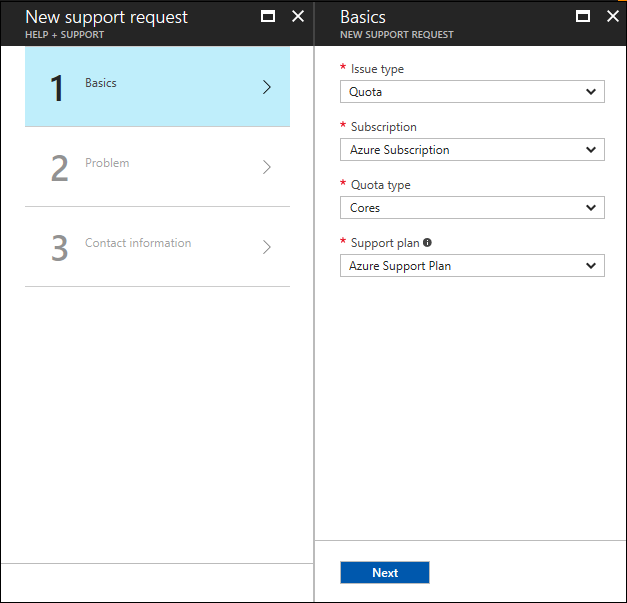 New support request
HELP + SUPPORT
1 Basics
2 Problem
3 Contact information
Basics
NEW SUPPORT REQUEST
* Issue type
Quota
* Subscription
Azure Subscription
* Quota type
Cores
* Support plan
Azure Support Plan
Next